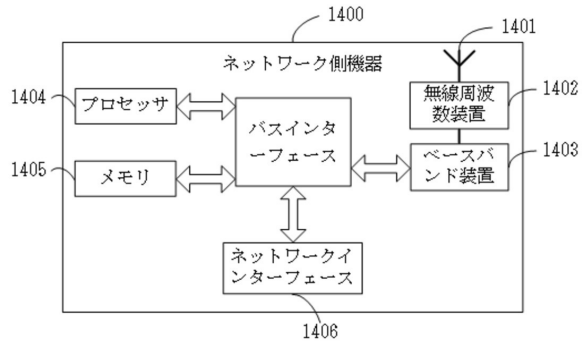 1400
1401
ネットワーク側機器
1404
プロセッサ
無線周波
数装置
1402
バスインタ
ーフェース
1405
メモリ
ベースバ
ンド装置
1403
ネットワークイ
ンターフェース
1406